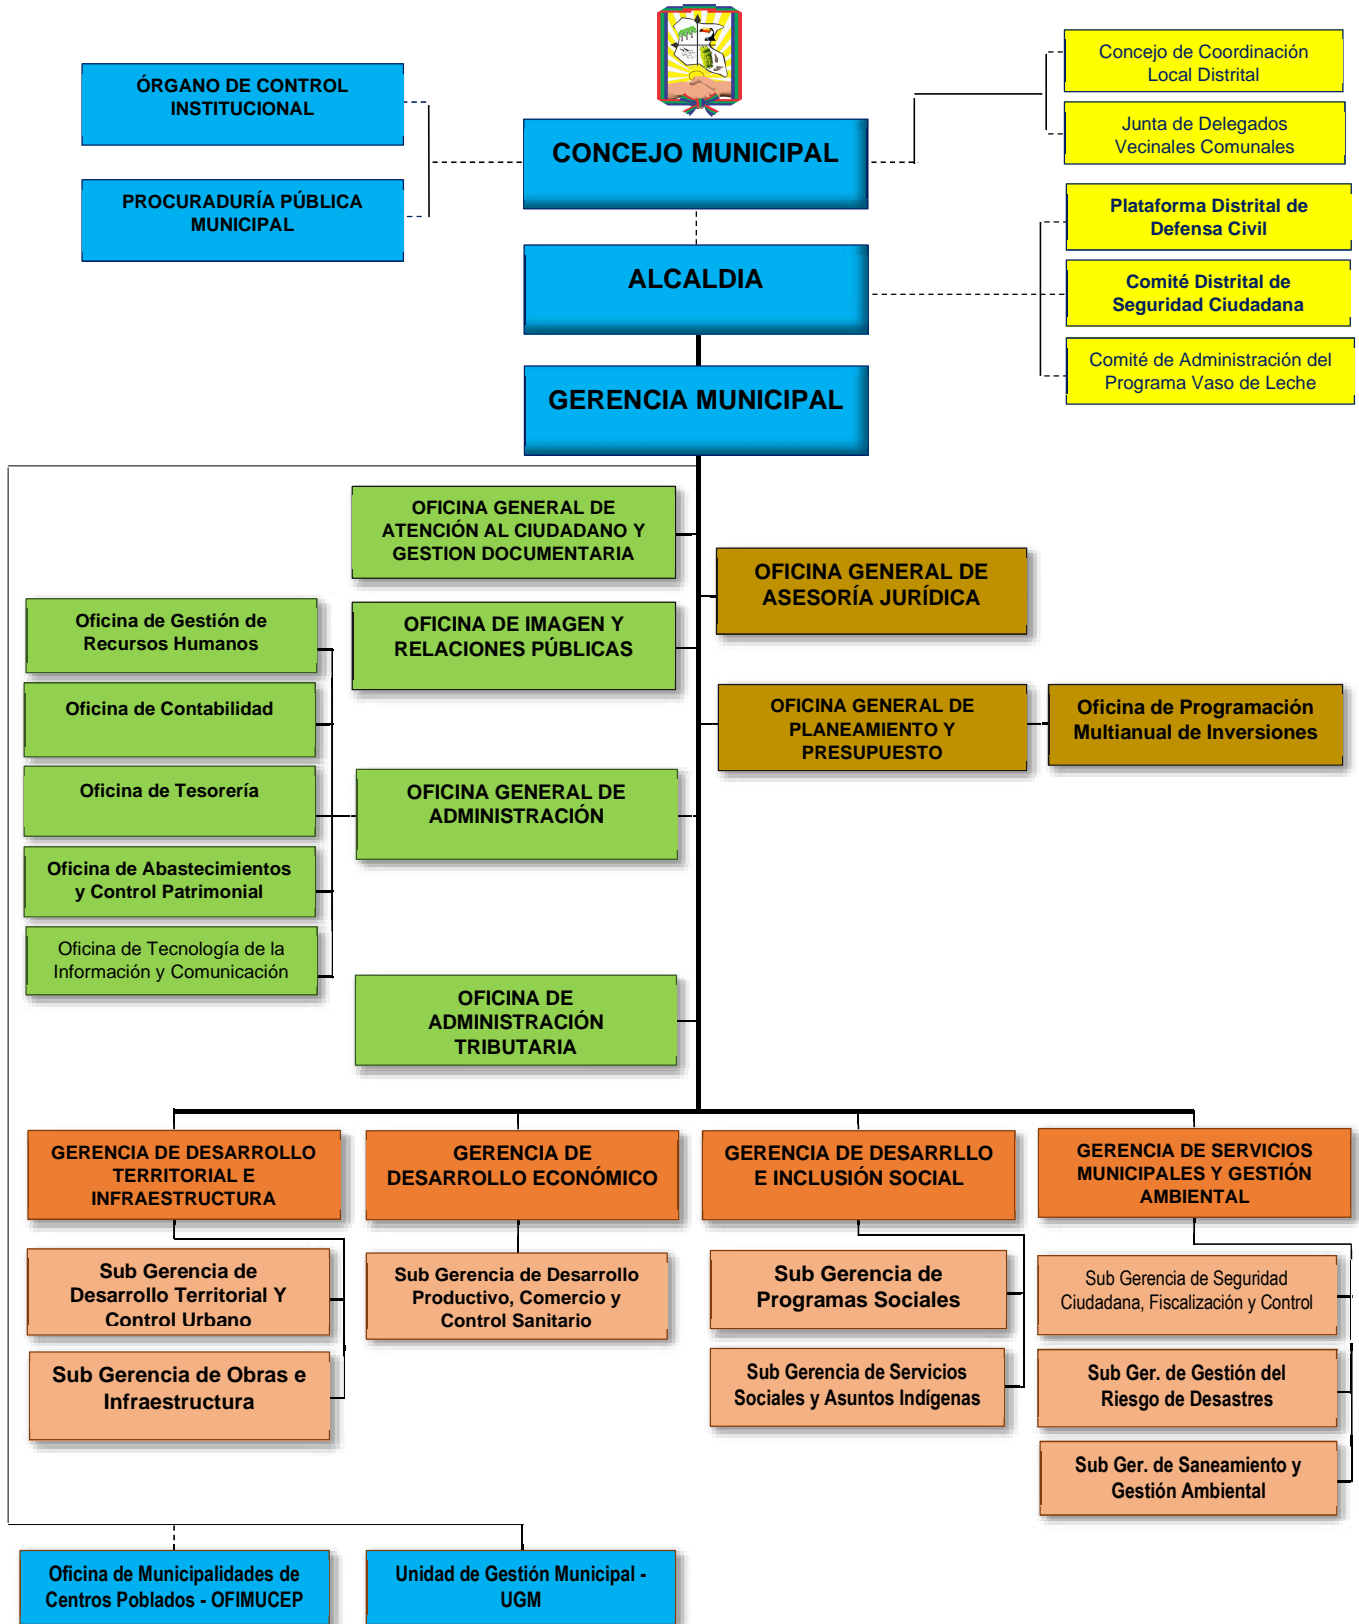 ÓRGANO DE CONTROL
INSTITUCIONAL
PROCURADURÍA PÚBLICA
MUNICIPAL
CONCEJO MUNICIPAL
Concejo de Coordinación
Local Distrital
Junta de Delegados
Vecinales Comunales
ALCALDIA
Plataforma Distrital de
Defensa Civil
Comité Distrital de
Seguridad Ciudadana
Comité de Administración del
Programa Vaso de Leche
GERENCIA MUNICIPAL
OFICINA GENERAL DE
ATENCIÓN AL CIUDADANO Y
GESTION DOCUMENTARIA
OFICINA GENERAL DE
ASESORÍA JURÍDICA
OFICINA DE IMAGEN Y
RELACIONES PÚBLICAS
OFICINA GENERAL DE
PLANEAMIENTO Y
PRESUPUESTO
Oficina de Programación
Multianual de Inversiones
Oficina de Gestión de
Recursos Humanos
Oficina de Contabilidad
Oficina de Tesorería
Oficina de Abastecimientos
y Control Patrimonial
Oficina de Tecnología de la
Información y Comunicación
OFICINA GENERAL DE
ADMINISTRACIÓN
OFICINA DE
ADMINISTRACIÓN
TRIBUTARIA
GERENCIA DE DESARROLLO
TERRITORIAL E
INFRAESTRUCTURA
Sub Gerencia de
Desarrollo Territorial Y
Control Urbano
Sub Gerencia de Obras e
Infraestructura
GERENCIA DE
DESARROLLO ECONÓMICO
Sub Gerencia de Desarrollo
Productivo, Comercio y
Control Sanitario
GERENCIA DE DESARRLLO
E INCLUSIÓN SOCIAL
Sub Gerencia de
Programas Sociales
Sub Gerencia de Servicios
Sociales y Asuntos Indígenas
GERENCIA DE SERVICIOS
MUNICIPALES Y GESTIÓN
AMBIENTAL
Sub Gerencia de Seguridad
Ciudadana, Fiscalización y Control
Sub Ger. de Gestión del
Riesgo de Desastres
Sub Ger. de Saneamiento y
Gestión Ambiental
Oficina de Municipalidades de
Centros Poblados - OFIMUCEP
Unidad de Gestión Municipal -
UGM